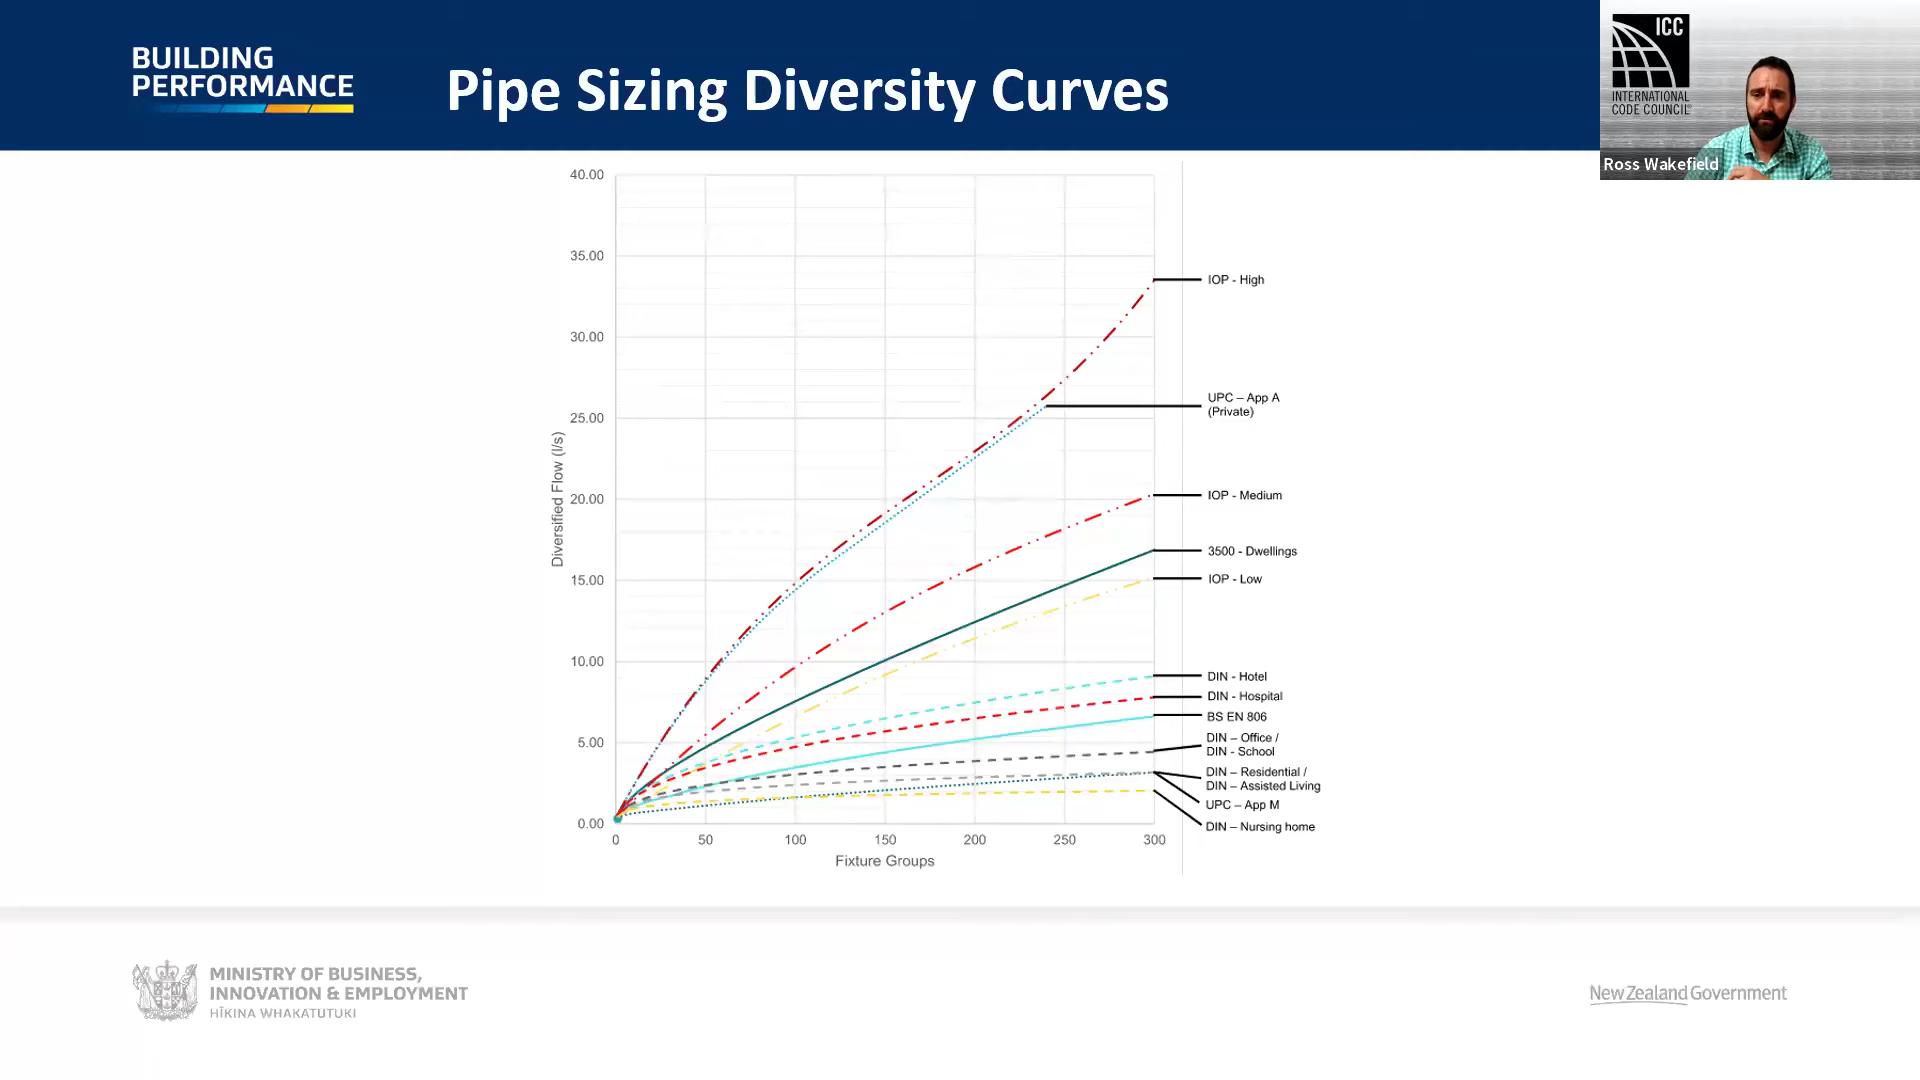 BUILDING
PERFORMANCE
Pipe Sizing Diversity Curves
ICC
INTERNATIONAL
CODE COUNCIL
Ross Wakefield
40.00
35.00
30.00
25.00
20.00
15.00
10.00
5.00
0.00
Diversified Flow (l/s)
0 50 100 150 200 250 300
Fixture Groups
IOP - High
UPC – App A
(Private)
IOP - Medium
3500 - Dwellings
IOP - Low
DIN - Hotel
DIN - Hospital
BS EN 806
DIN – Office /
DIN - School
DIN – Residential /
DIN – Assisted Living
UPC – App M
DIN – Nursing home
MINISTRY OF BUSINESS,
INNOVATION & EMPLOYMENT
HĪKINA WHAKATUTUKI
New Zealand Government